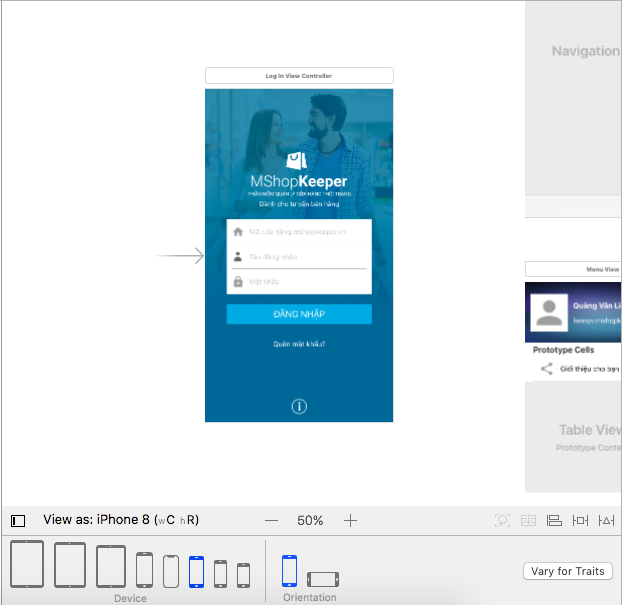 Navigation
Log In View Controller
MShopKeeper
PHẦN MỀM QUẢN LÝ CỬA HÀNG THỜI TRANG
Dành cho tư vấn bán hàng
Mã cửa hàng.mshopkeeper.vn
Tên đăng nhập
Mật khẩu
ĐĂNG NHẬP
Quên mật khẩu?
Menu View
Quảng Văn Li
liemqv.mshopk
Prototype Cells
Giới thiệu cho bạn
Table View
Prototype Conte
View as: iPhone 8 (wC hR)
50%
Device
Orientation
Vary for Traits